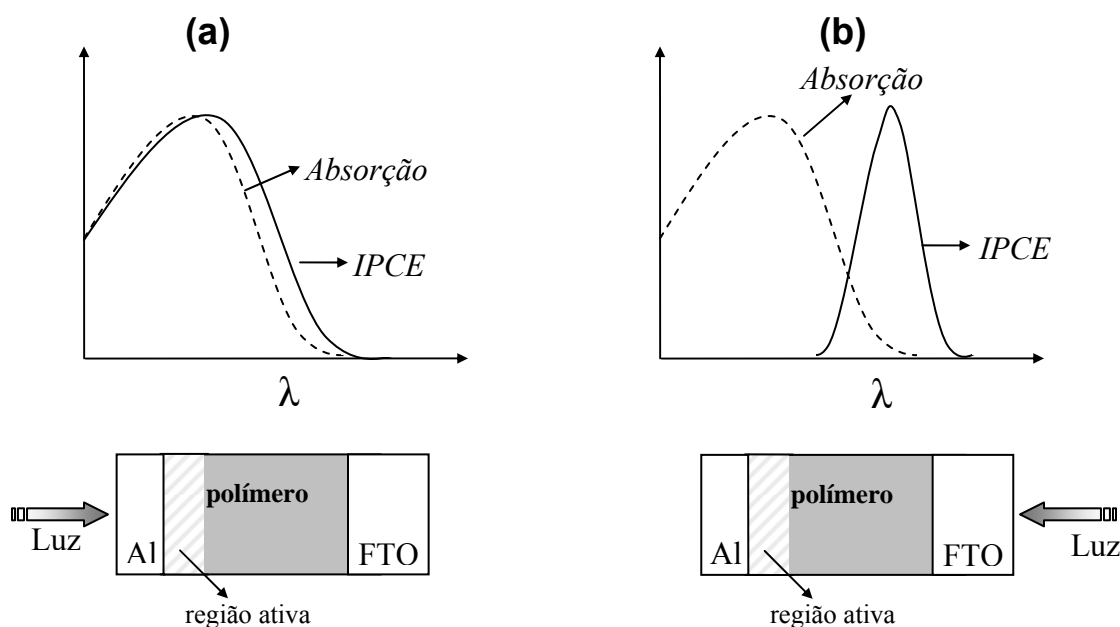 (a)
Absorção
IPCE
λ
Luz
Al
polímero
FTO
região ativa
(b)
Absorção
IPCE
λ
Al
polímero
FTO
Luz
região ativa